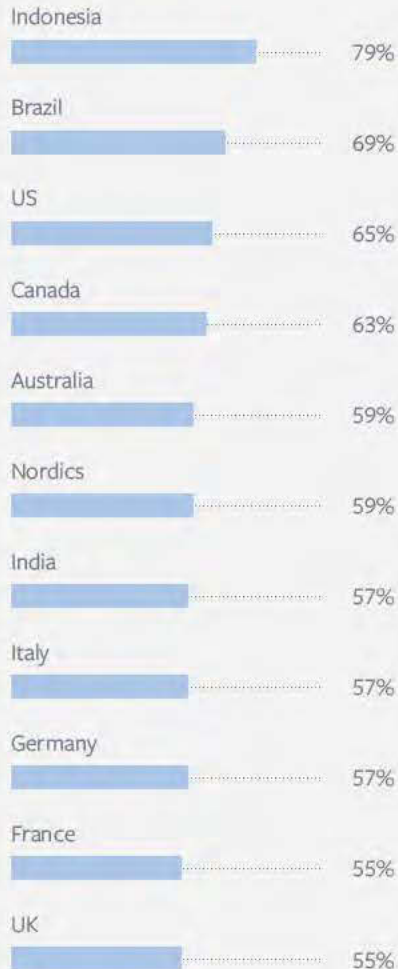 Indonesia
79%
Brazil
69%
US
65%
Canada
63%
Australia
59%
Nordics
59%
India
57%
Italy
57%
Germany
57%
France
55%
UK
55%